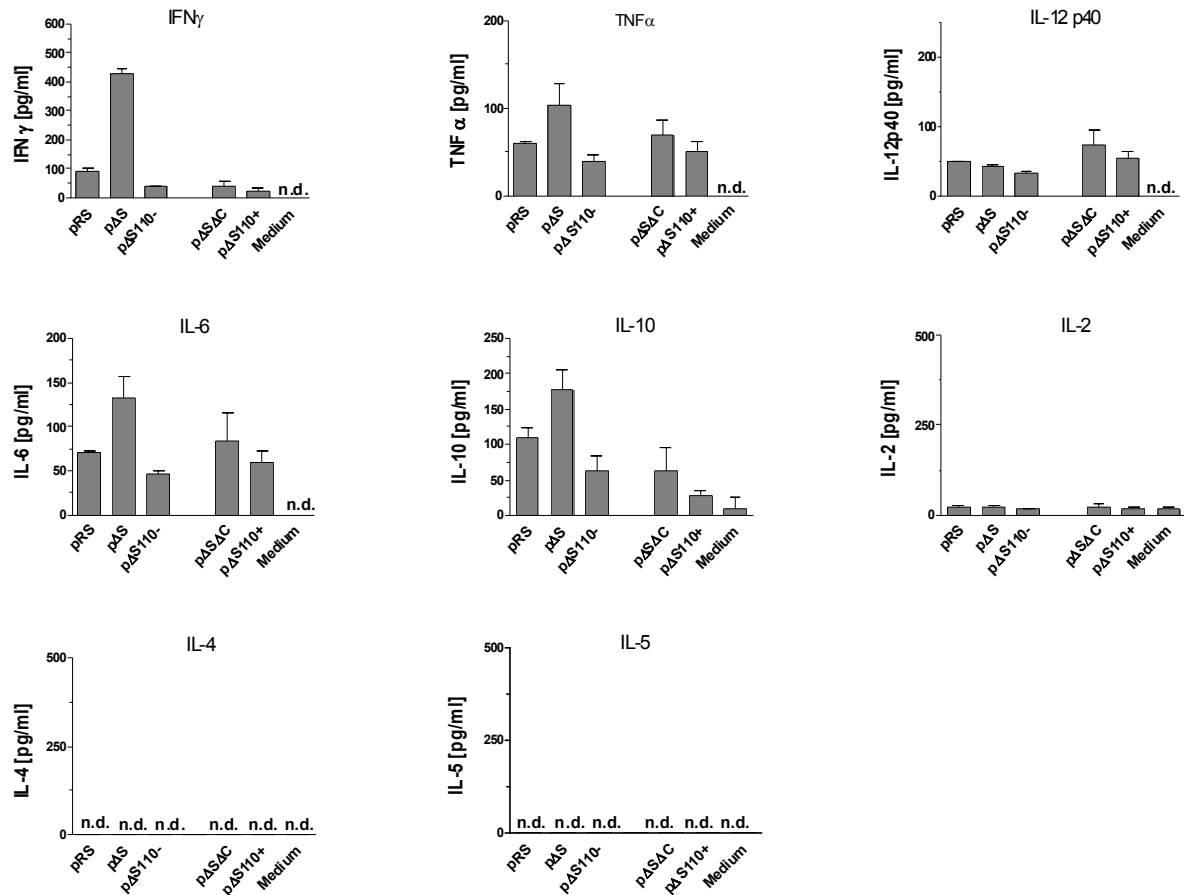 IFNγ
IFN γ [pg/ml]
600
500
400
300
200
100
0
n.d.
pRS
pΔS
pΔS110-
pΔSΔC
pΔS110+
Medium
TNFα
TNF α [pg/ml]
200
100
0
n.d.
pRS
pΔS
pΔS110-
pΔSΔC
pΔS110+
Medium
IL-12 p40
IL-12p40 [pg/ml]
200
100
50
0
n.d.
pRS
pΔS
pΔS110-
pΔSΔC
pΔS110+
Medium
IL-6
IL-6 [pg/ml]
200
150
100
50
0
n.d.
pRS
pΔS
pΔS110-
pΔSΔC
pΔS110+
Medium
IL-10
IL-10 [pg/ml]
250
200
150
100
50
0
pRS
pΔS
pΔS110-
pΔSΔC
pΔS110+
Medium
IL-2
IL-2 [pg/ml]
500
250
0
pRS
pΔS
pΔS110-
pΔSΔC
pΔS110+
Medium
IL-4
IL-4 [pg/ml]
500
250
0
n.d. n.d. n.d. n.d. n.d. n.d.
pRS
pΔS
pΔS110-
pΔSΔC
pΔS110+
Medium
IL-5
IL-5 [pg/ml]
500
250
0
n.d. n.d. n.d. n.d. n.d. n.d.
pRS
pΔS
pΔS110-
pΔSΔC
pΔS110+
Medium